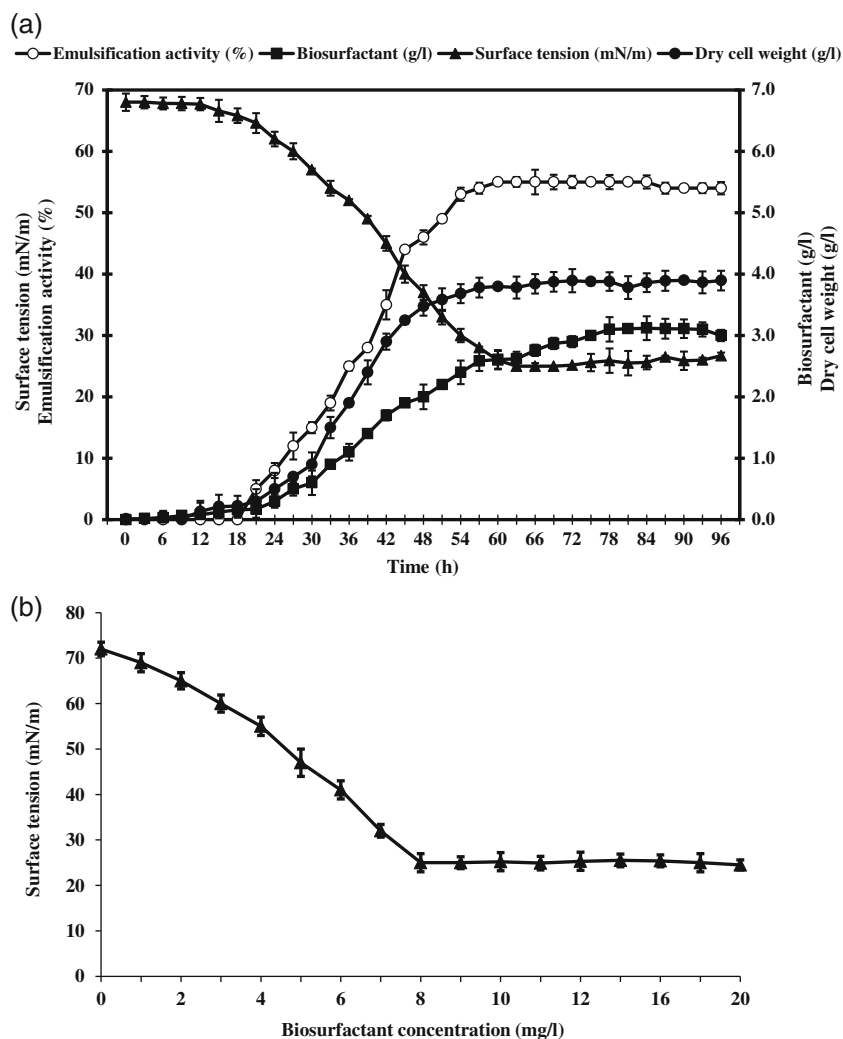 (a)
Emulsification activity (%) Biosurfactant (g/l) Surface tension (mN/m) Dry cell weight (g/l)
70 7.0
60 6.0
50 5.0
40 4.0
30 3.0
20 2.0
10 1.0
0 0.0
Surface tension (mN/m)
Emulsification activity (%)
Biosurfactant (g/l)
Dry cell weight (g/l)
0 6 12 18 24 30 36 42 48 54 60 66 72 78 84 90 96
Time (h)
(b)
80
70
60
50
40
30
20
10
0
Surface tension (mN/m)
0 2 4 6 8 10 12 16 20
Biosurfactant concentration (mg/l)